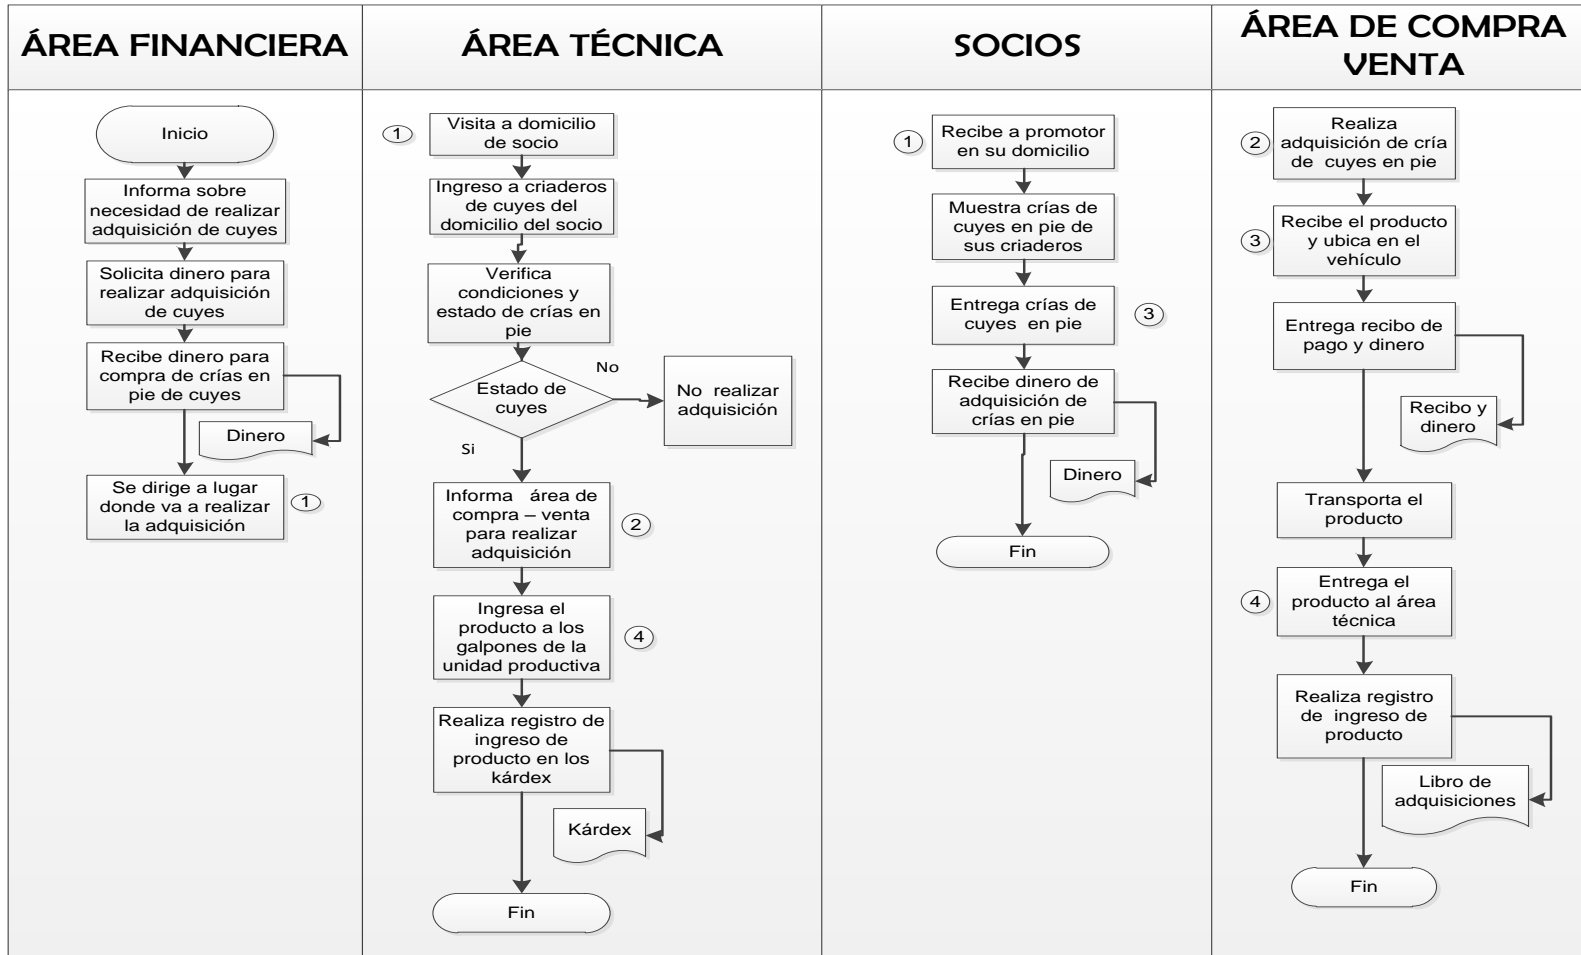 ÁREA FINANCIERA
Inicio
Informa sobre
necesidad de realizar
adquisición de cuyes
Solicita dinero para
realizar adquisición
de cuyes
Recibe dinero para
compra de crías en
pie de cuyes
Dinero
Se dirige a lugar
donde va a realizar
la adquisición
1
ÁREA TÉCNICA
1
Visita a domicilio
de socio
Ingreso a criaderos
de cuyes del
domicilio del socio
Verifica
condiciones y
estado de crías en
pie
Estado de
cuyes
No
No realizar
adquisición
Si
Informa área de
compra – venta
para realizar
adquisición
2
Ingresa el
producto a los
galpones de la
unidad productiva
4
Realiza registro de
ingreso de
producto en los
kárdex
Kárdex
Fin
SOCIOS
1
Recibe a promotor
en su domicilio
Muestra crías de
cuyes en pie de
sus criaderos
Entrega crías de
cuyes en pie
3
Recibe dinero de
adquisición de
crías en pie
Dinero
Fin
ÁREA DE COMPRA
VENTA
2
Realiza
adquisición de cría
de cuyes en pie
3
Recibe el producto
y ubica en el
vehículo
Entrega recibo de
pago y dinero
Recibo y
dinero
Transporta el
producto
4
Entrega el
producto al área
técnica
Realiza registro
de ingreso de
producto
Libro de
adquisiciones
Fin